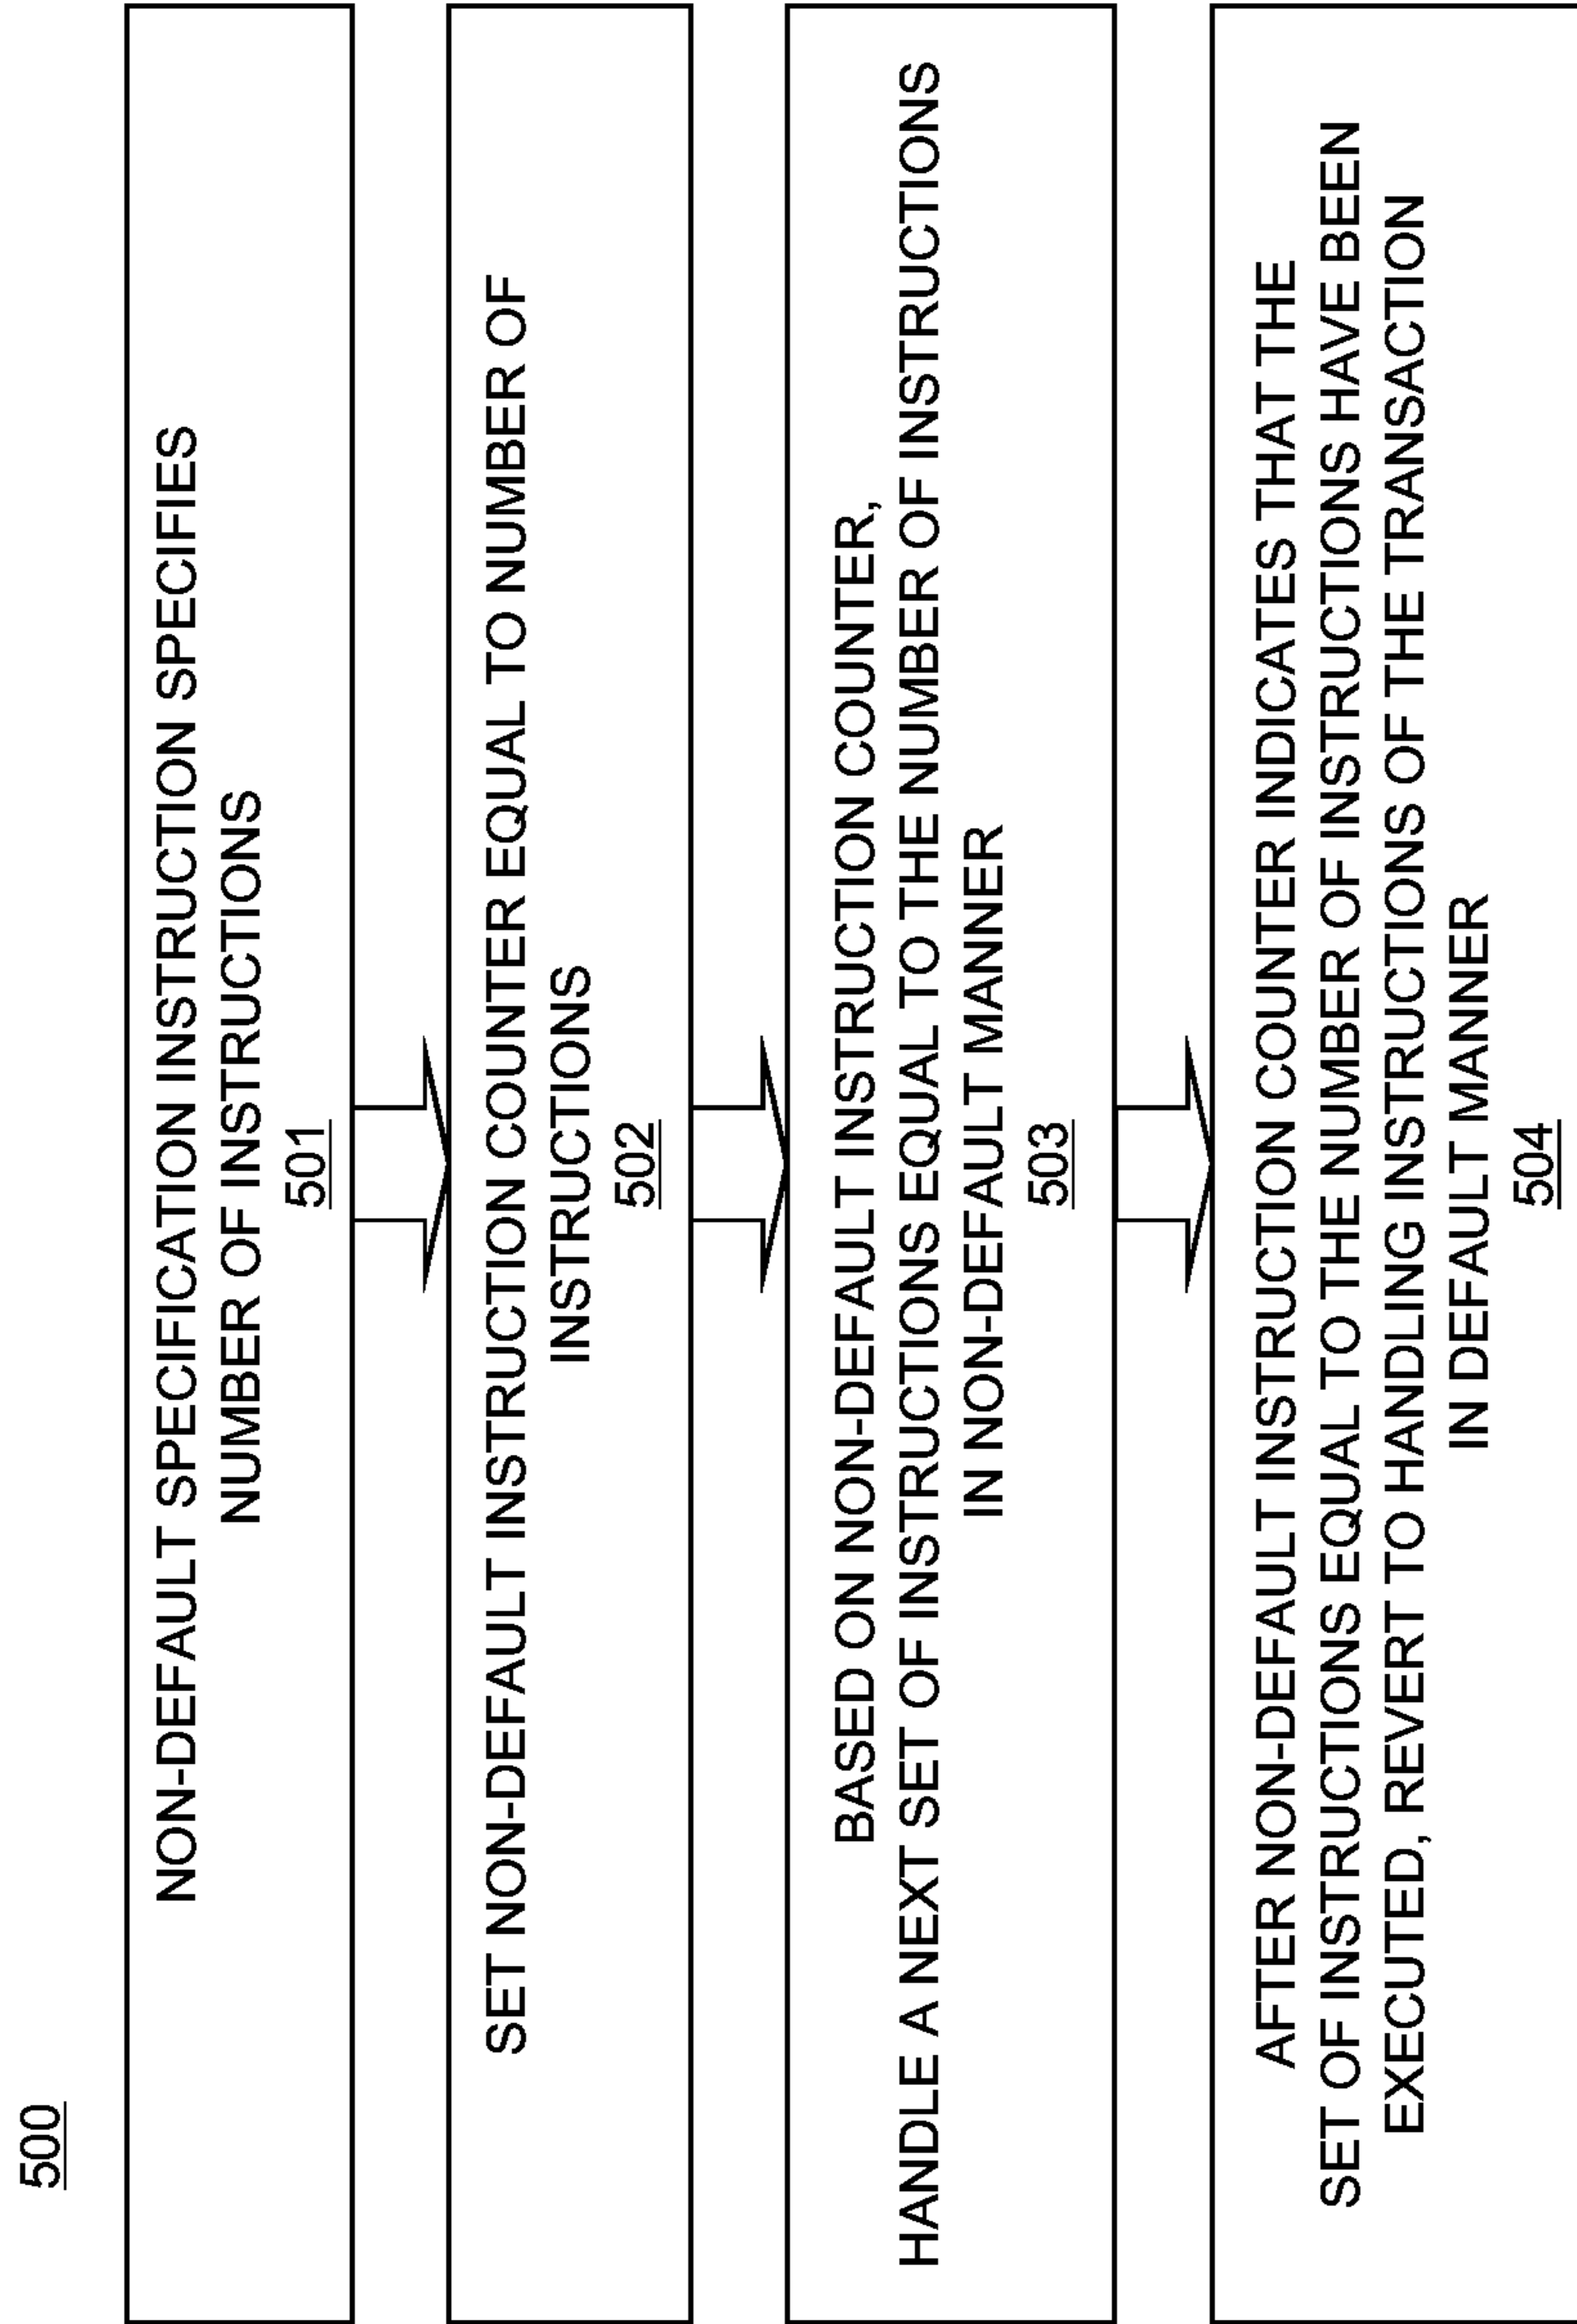 500
NON-DEFAULT SPECIFICATION INSTRUCTION SPECIFIES
NUMBER OF INSTRUCTIONS
501
SET NON-DEFAULT INSTRUCTION COUNTER EQUAL TO NUMBER OF
INSTRUCTIONS
502
BASED ON NON-DEFAULT INSTRUCTION COUNTER,
HANDLE A NEXT SET OF INSTRUCTIONS EQUAL TO THE NUMBER OF INSTRUCTIONS
IN NON-DEFAULT MANNER
503
AFTER NON-DEFAULT INSTRUCTION COUNTER INDICATES THAT THE
SET OF INSTRUCTIONS EQUAL TO THE NUMBER OF INSTRUCTIONS HAVE BEEN
EXECUTED, REVERT TO HANDLING INSTRUCTIONS OF THE TRANSACTION
IN DEFAULT MANNER
504